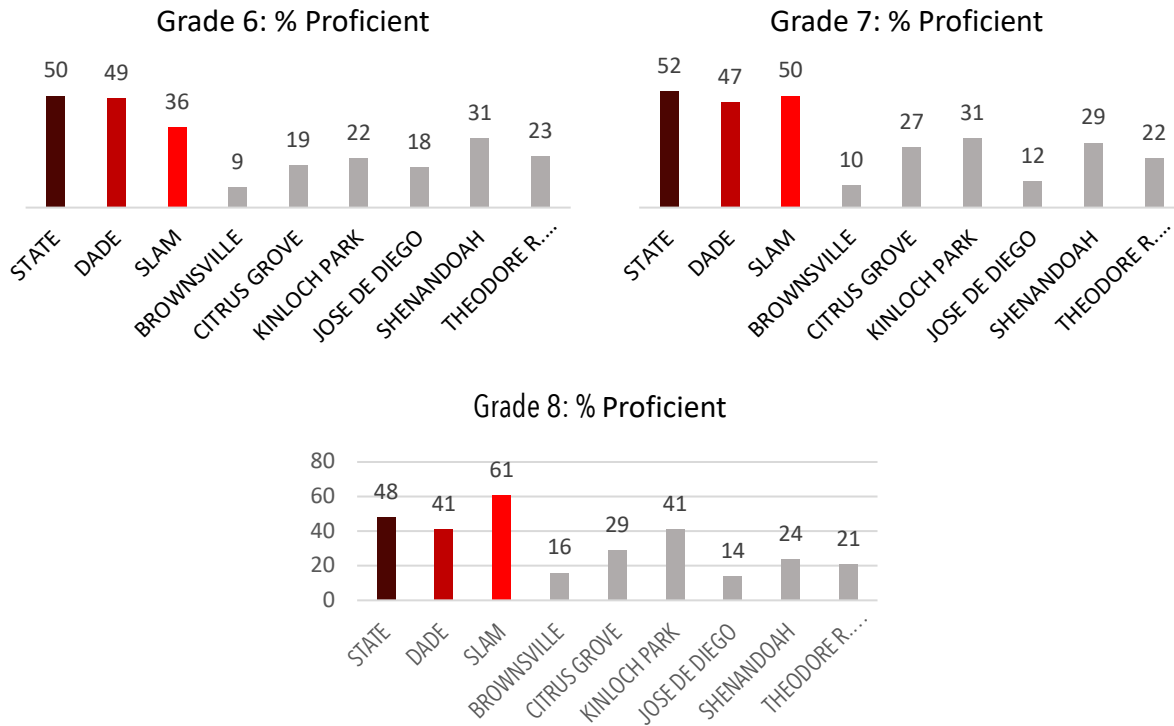 Grade 6: % Proficient
50 49 36 9 19 22 18 31 23
STATE DADE SLAM BROWNSVILLE CITRUS GROVE KINLOCH PARK JOSE DE DIEGO SHENANDOAH THEODORE R....
Grade 7: % Proficient
52 47 50 10 27 31 12 29 22
STATE DADE SLAM BROWNSVILLE CITRUS GROVE KINLOCH PARK JOSE DE DIEGO SHENANDOAH THEODORE R....
Grade 8: % Proficient
80
60
40
20
0
48 41 61 16 29 41 14 24 21
STATE DADE SLAM BROWNSVILLE CITRUS GROVE KINLOCH PARK JOSE DE DIEGO SHENANDOAH THEODORE R....